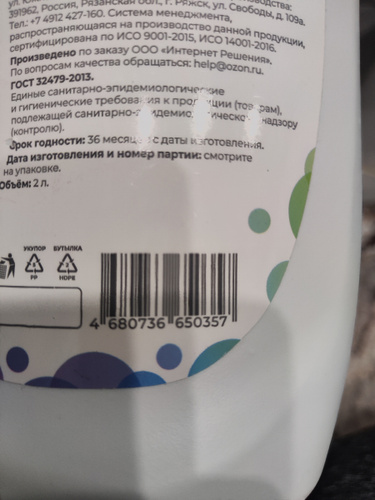 391962, Россия, Рязанская обл., г. Ряжск, ул. Свободы, д. 109а.
Тел.: +7 4912 427-160. Система менеджмента,
распространяющаяся на производство данной продукции,
сертифицирована по ИСО 9001-2015, ИСО 14001-2016.
Произведено по заказу ООО «Интернет Решения».
По вопросам качества обращаться: help@ozon.ru.
ГОСТ 32479-2013.
Единые санитарно-эпидемиологические
и гигиенические требования к продукции (товарам),
подлежащей санитарно-эпидемиологическому надзору
(контролю).
Срок годности: 36 месяцев с даты изготовления.
Дата изготовления и номер партии: смотрите
на упаковке.
Объём: 2 л.
УКУПОР БУТЫЛКА
5 2
PP HDPE
4 680736 650357